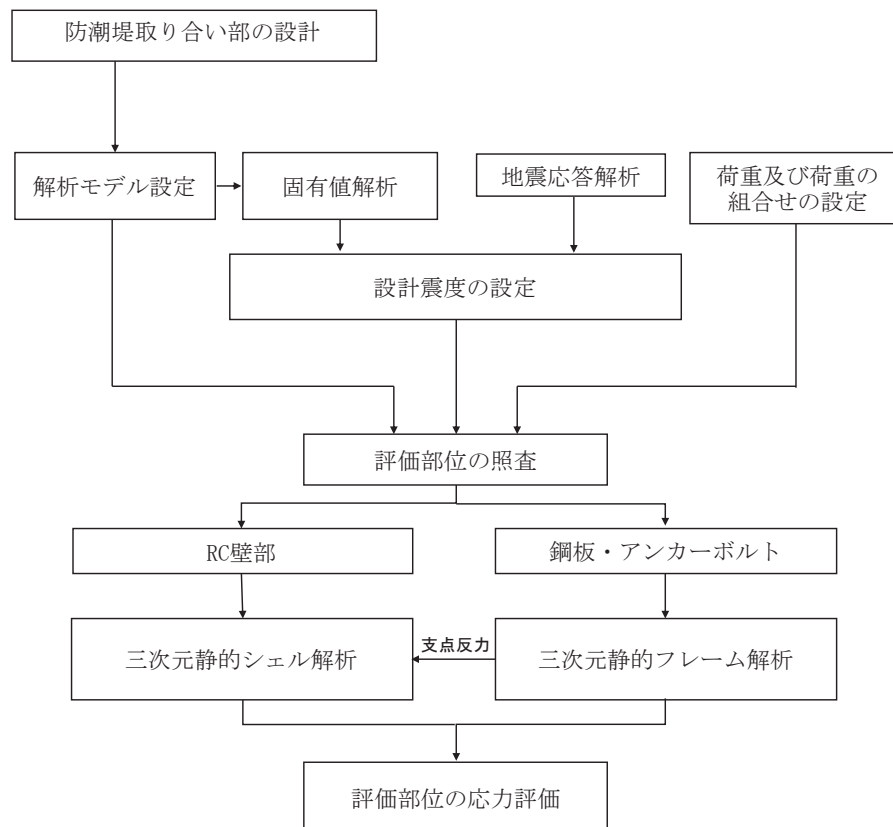 防潮堤取り合い部の設計
解析モデル設定
固有値解析
地震応答解析
荷重及び荷重の
組合せの設定
設計震度の設定
評価部位の照査
RC壁部
鋼板・アンカーボルト
三次元静的シェル解析
支点反力
三次元静的フレーム解析
評価部位の応力評価